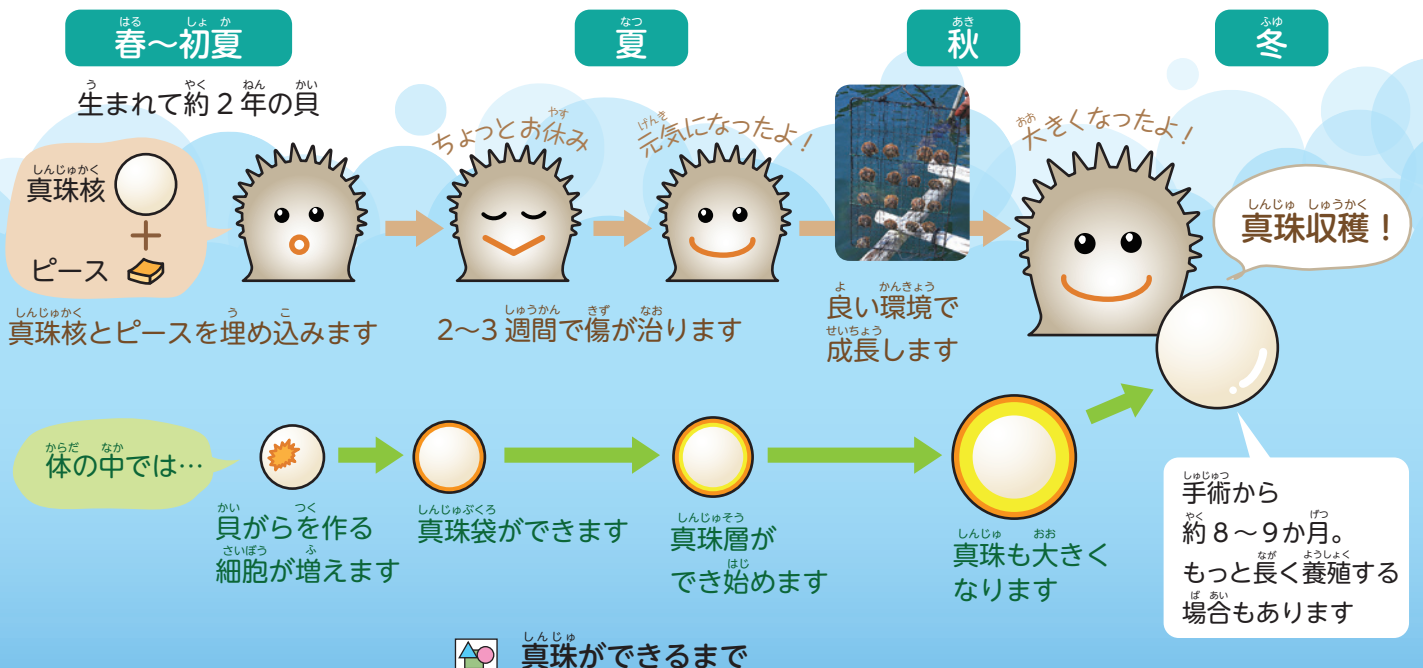 春～初夏
夏
秋
冬
生まれて約2年の貝
真珠核
+
ピース
真珠核とピースを埋め込みます
ちょっとお休み
元気になったよ！
2～3週間で傷が治ります
良い環境で
成長します
大きくなったよ！
真珠収穫！
体の中では…
貝がらを作る
細胞が増えます
真珠袋ができます
真珠層が
でき始めます
真珠も大きく
なります
手術から
約8～9か月。
もっと長く養殖する
場合もあります
真珠ができるまで